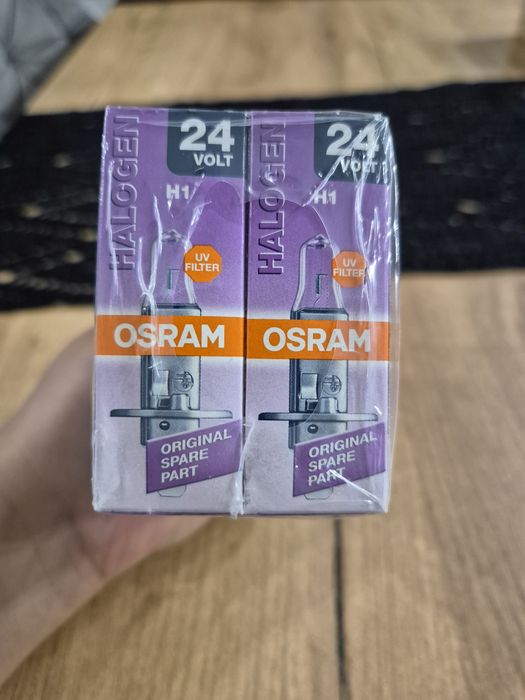 HALOGEN
24
VOLT
H1
UV
FILTER
OSRAM
ORIGINAL
SPARE
PART
HALOGEN
24
VOLT
H1
UV
FILTER
OSRAM
ORIGINAL
SPARE
PART